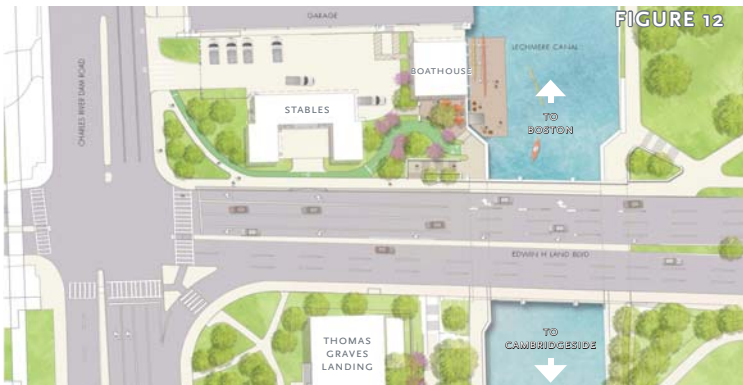 FIGURE 12
GARAGE
CHARLES RIVER DAM ROAD
LECHMERE CANAL
BOATHOUSE
STABLES
TO
BOSTON
EDWIN H LAND BLVD
THOMAS
GRAVES
LANDING
TO
CAMBRIDGESIDE